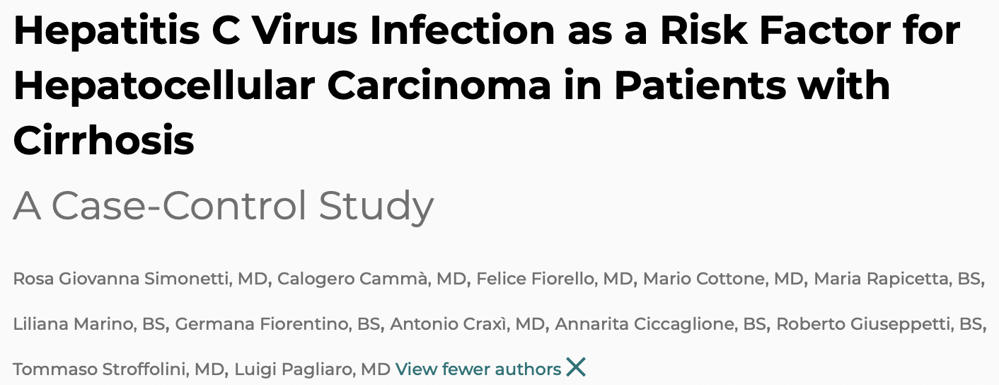 Hepatitis C Virus Infection as a Risk Factor for
Hepatocellular Carcinoma in Patients with
Cirrhosis
A Case-Control Study
Rosa Giovanna Simonetti, MD, Calogero Cammà, MD, Felice Fiorello, MD, Mario Cottone, MD, Maria Rapicetta, BS,
Liliana Marino, BS, Germana Fiorentino, BS, Antonio Craxì, MD, Annarita Ciccaglione, BS, Roberto Giuseppetti, BS,
Tommaso Stroffolini, MD, Luigi Pagliaro, MD View fewer authors